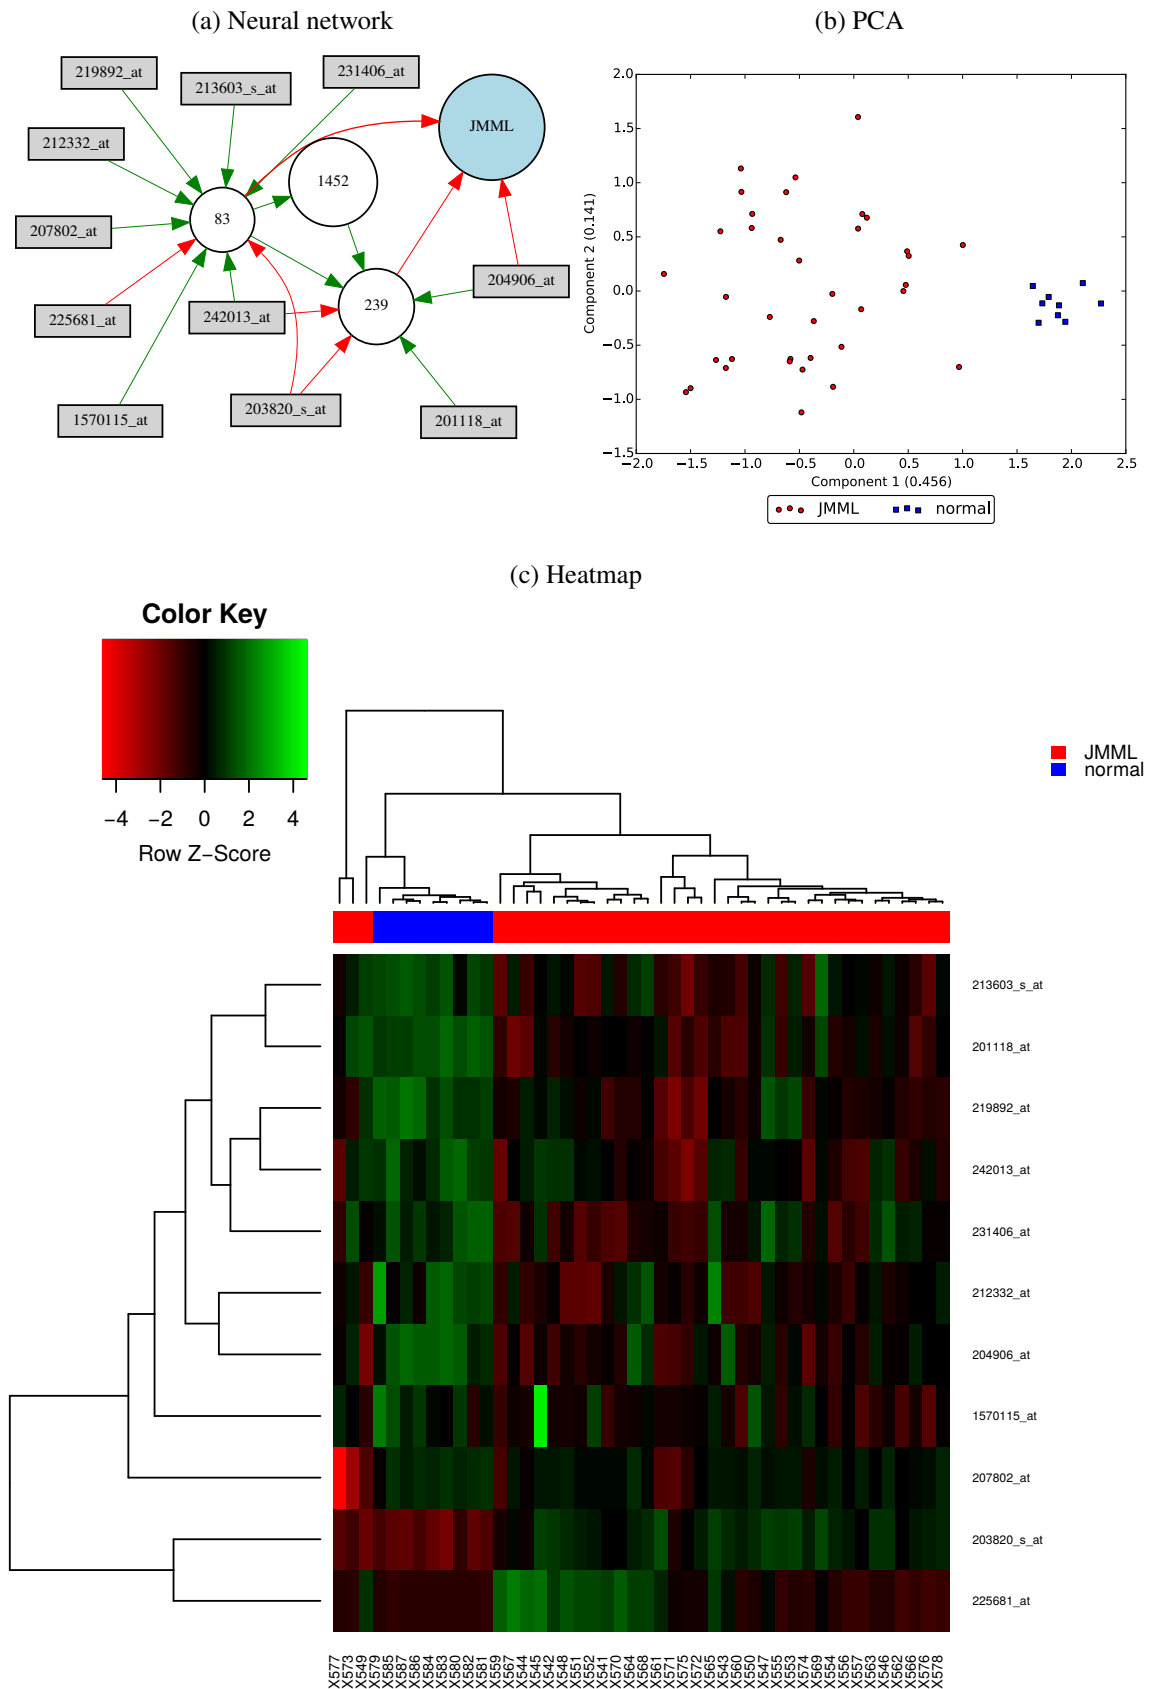 (a) Neural network
219892_at
213603_s_at
231406_at
JMML
212332_at
1452
83
207802_at
204906_at
225681_at
242013_at
239
1570115_at
203820_s_at
201118_at
(b) PCA
2.0
1.5
1.0
0.5
0.0
−0.5
−1.0
−1.5
−2.0 −1.5 −1.0 −0.5 0.0 0.5 1.0 1.5 2.0 2.5
Component 2 (0.141)
Component 1 (0.456)
JMML normal
(c) Heatmap
Color Key
−4 −2 0 2 4
Row Z−Score
JMML
normal
213603_s_at
201118_at
219892_at
242013_at
231406_at
212332_at
204906_at
1570115_at
207802_at
203820_s_at
225681_at
X577
X573
X549
X579
X585
X587
X586
X584
X583
X580
X582
X581
X559
X567
X544
X545
X542
X548
X551
X552
X541
X570
X564
X568
X561
X571
X575
X572
X565
X543
X560
X550
X547
X555
X553
X574
X569
X554
X556
X557
X563
X546
X562
X566
X576
X578